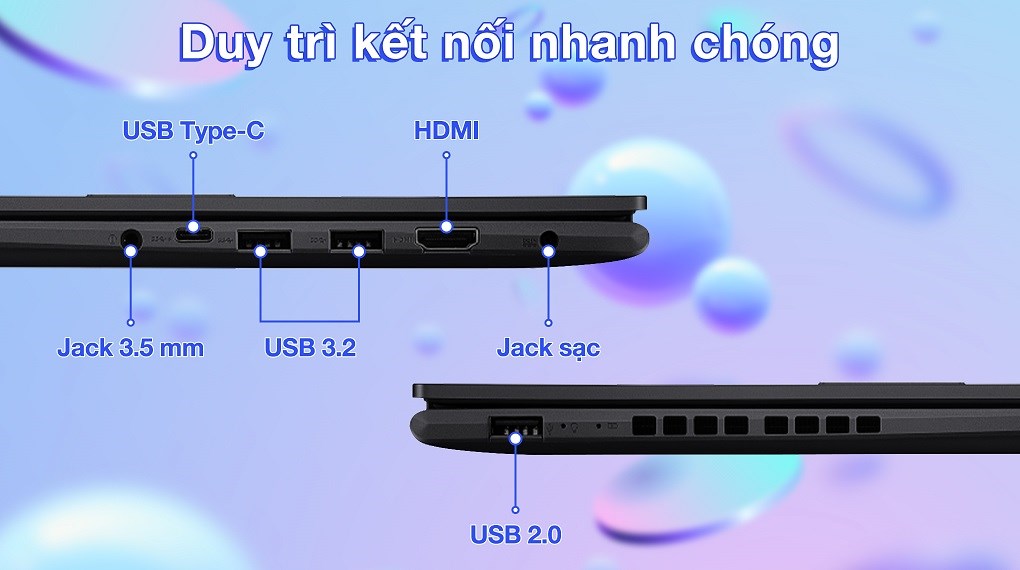 Duy trì kết nối nhanh chóng
USB Type-C
HDMI
Jack 3.5 mm
USB 3.2
Jack sạc
USB 2.0